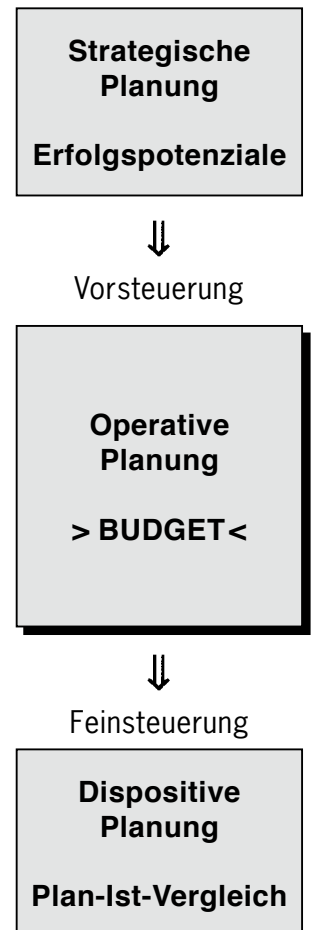 Strategische
Planung
Erfolgspotenziale
⇓
Vorsteuerung
Operative
Planung
> BUDGET <
⇓
Feinsteuerung
Dispositive
Planung
Plan-Ist-Vergleich